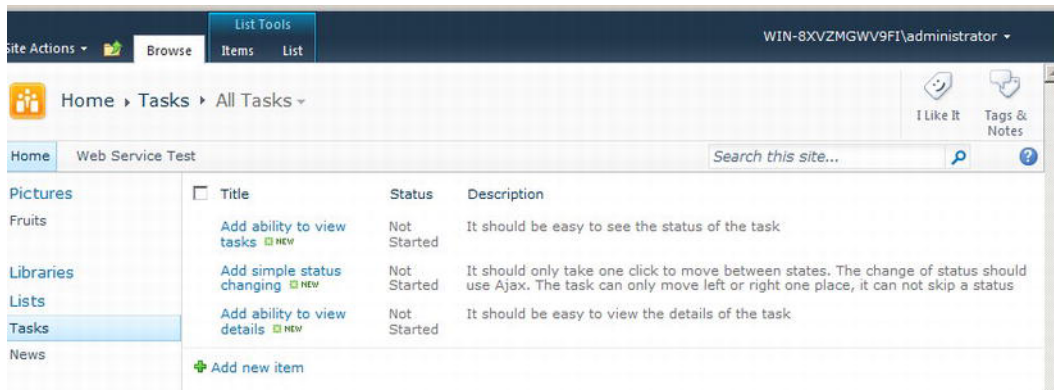 List Tools
Site Actions Browse Items List WIN-8XVZMGWV9FI\administrator
Home Tasks All Tasks
I Like It Tags &
Notes
Home Web Service Test Search this site...
Pictures Title Status Description
Fruits
Add ability to view Not It should be easy to see the status of the task
tasks NEW Started
Libraries Add simple status Not It should only take one click to move between states. The change of status should
changing NEW Started use Ajax. The task can only move left or right one place, it can not skip a status
Lists
Tasks Add ability to view Not It should be easy to view the details of the task
details NEW Started
News
Add new item